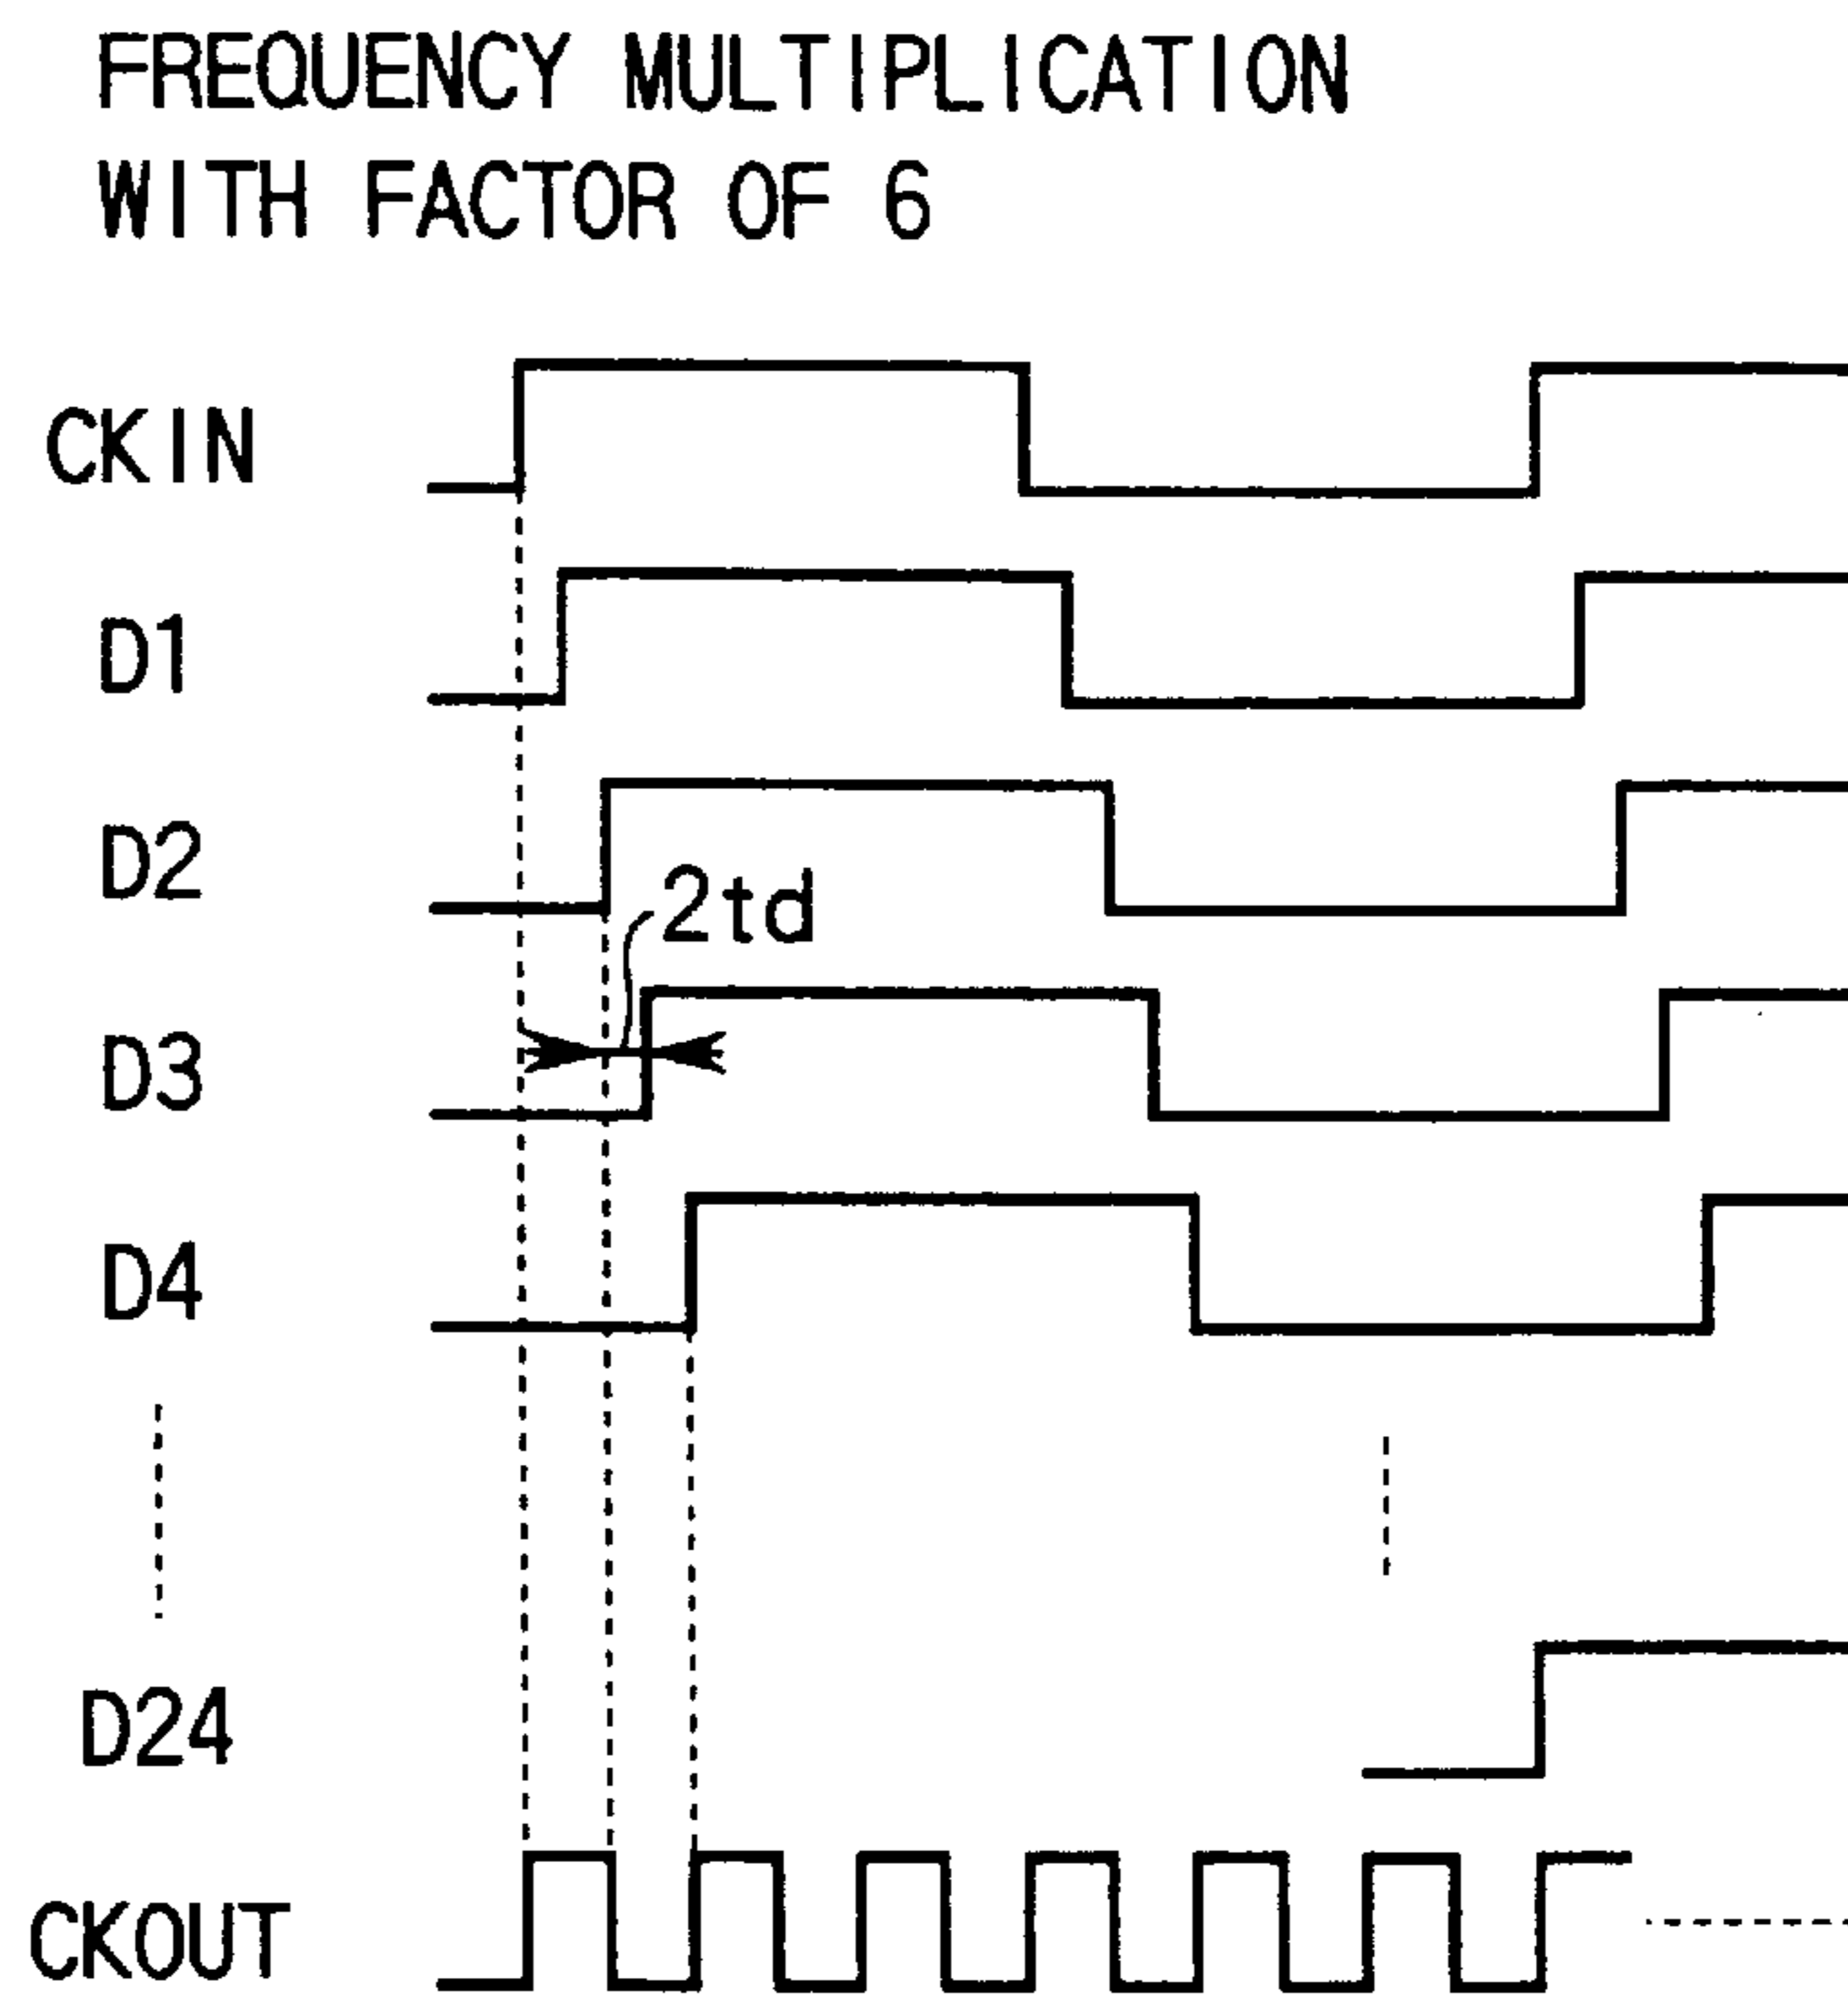 FREQUENCY MULTIPLICATION
WITH FACTOR OF 6
CKIN
D1
D2
2td
D3
D4
D24
CKOUT